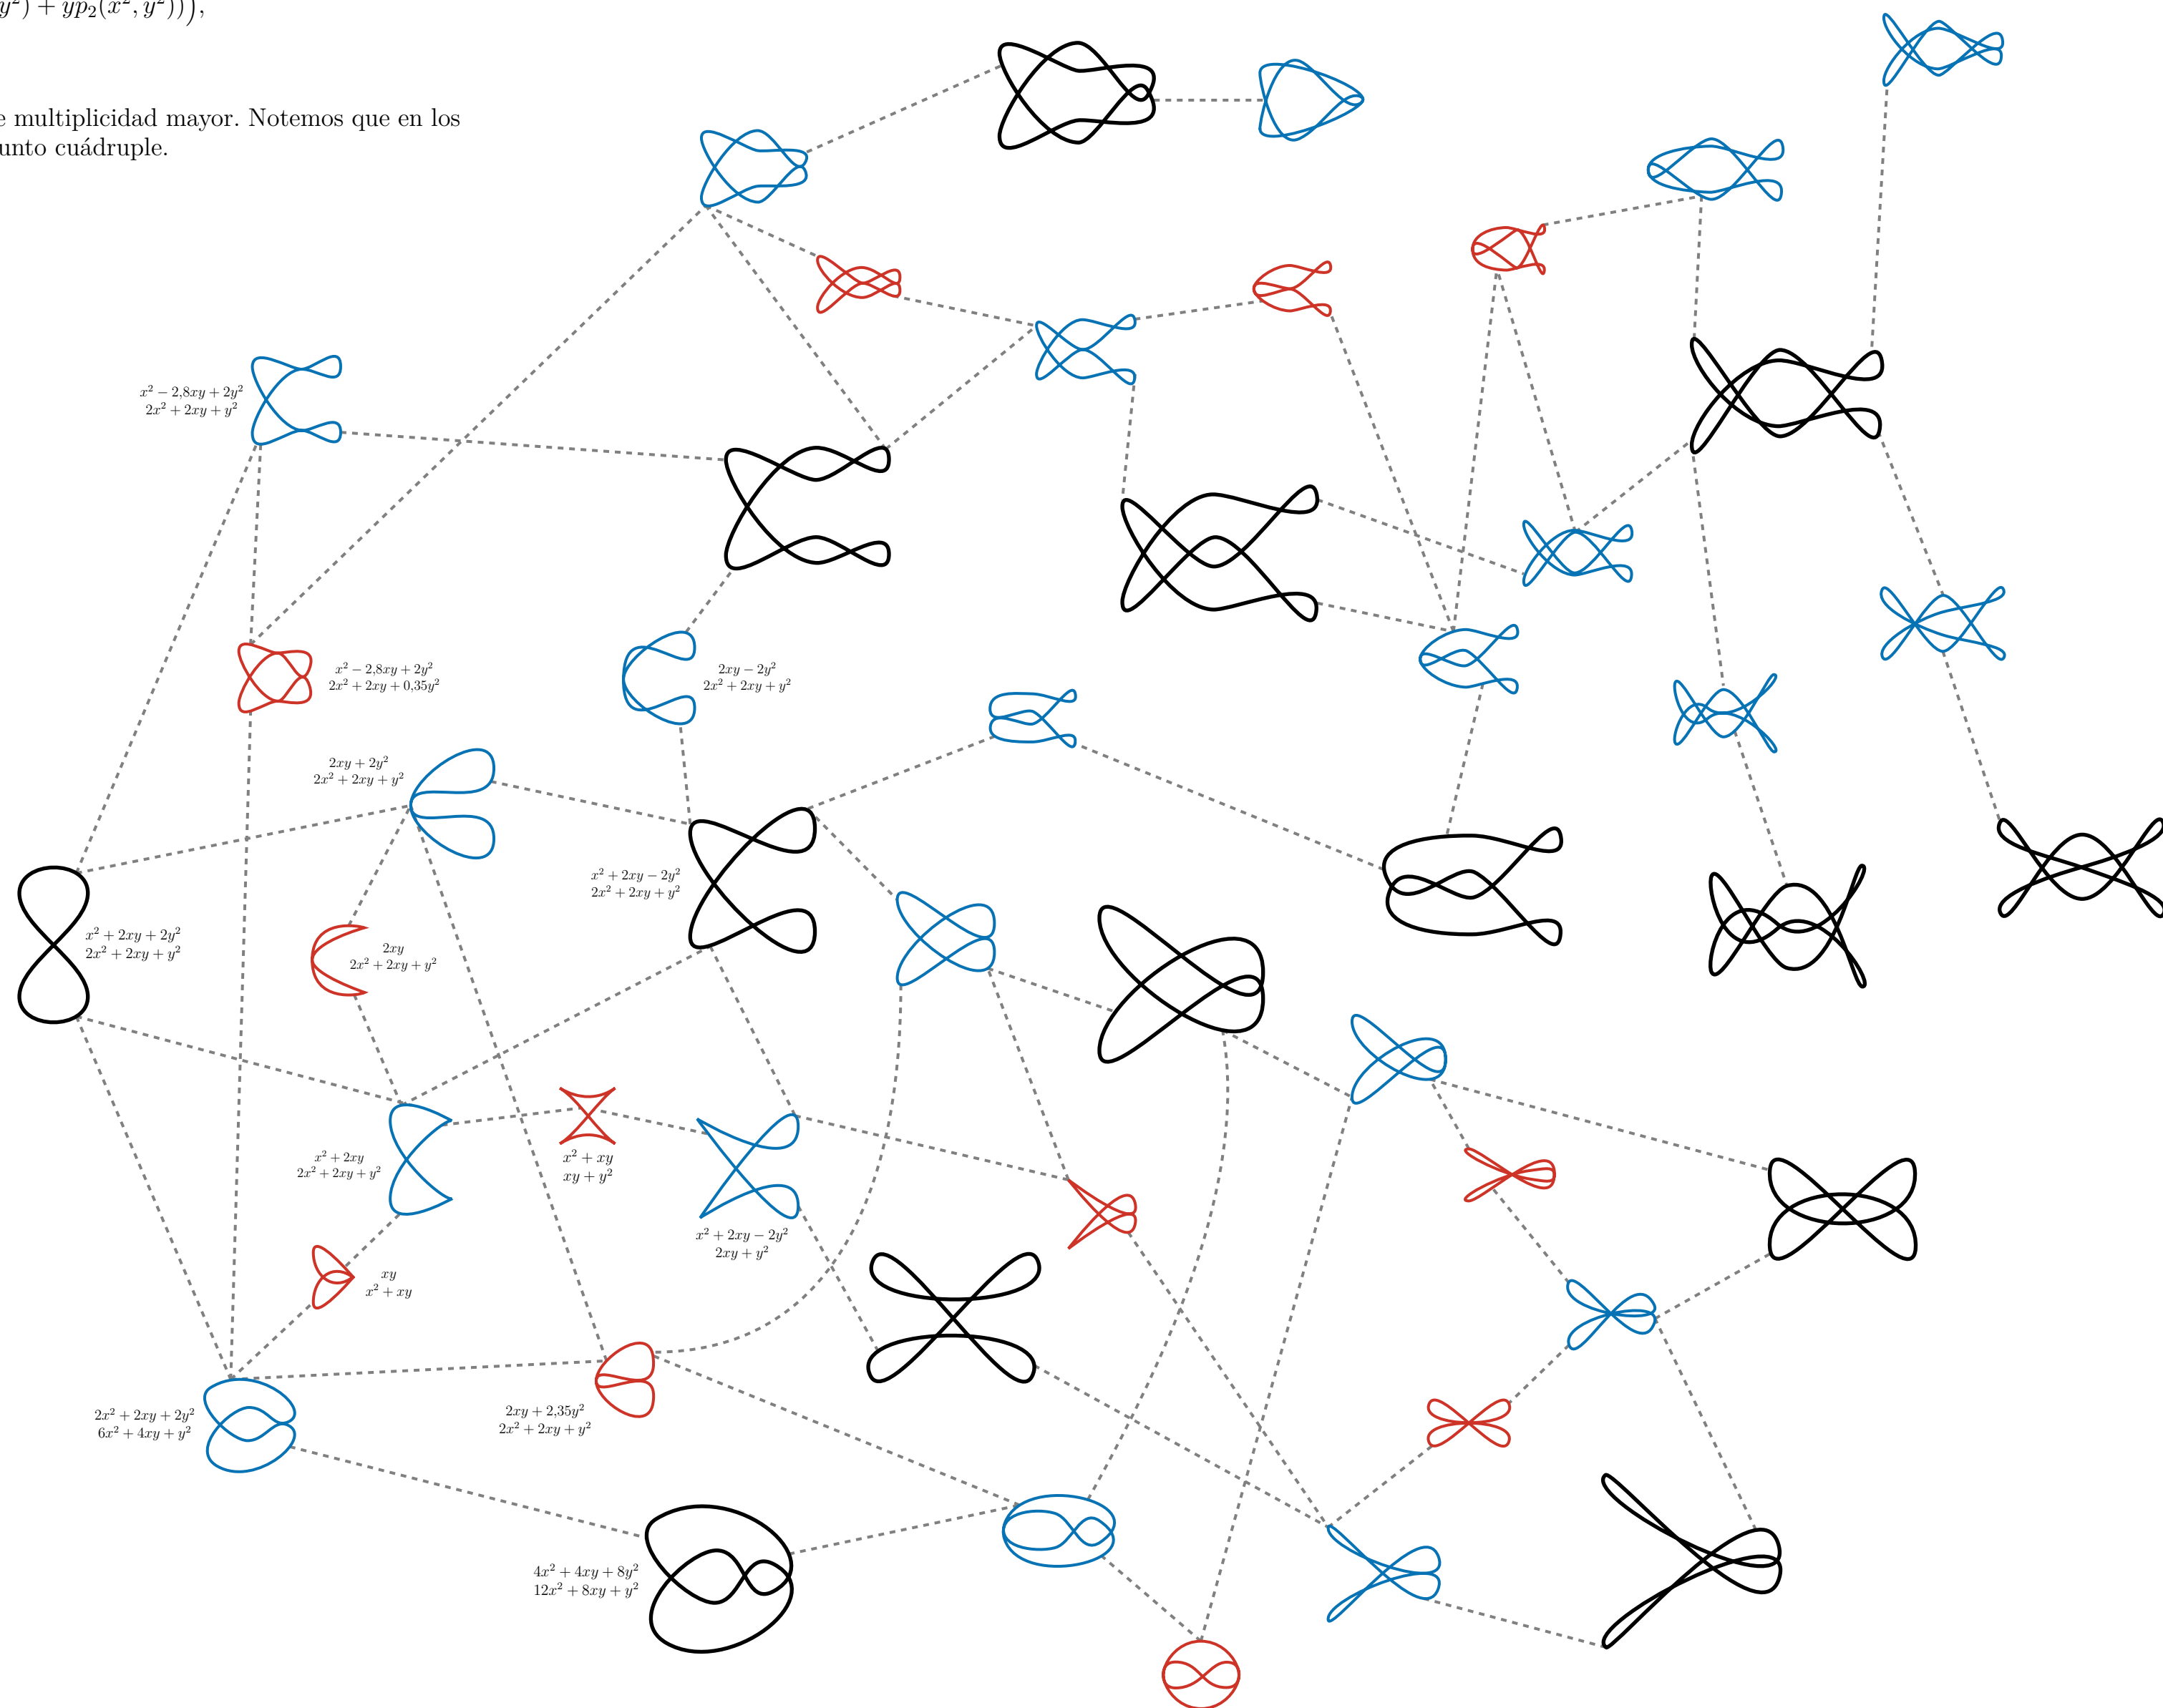 y²) + yp₂(x², y²))),
e multiplicidad mayor. Notemos que en los
unto cuádruple.
x² − 2,8xy + 2y²
2x² + 2xy + y²
x² − 2,8xy + 2y²
2x² + 2xy + 0,35y²
2xy − 2y²
2x² + 2xy + y²
2xy + 2y²
2x² + 2xy + y²
x² + 2xy − 2y²
2x² + 2xy + y²
x² + 2xy + 2y²
2x² + 2xy + y²
2xy
2x² + 2xy + y²
x² + 2xy
2x² + 2xy + y²
x² + xy
xy + y²
x² + 2xy − 2y²
2xy + y²
xy
x² + xy
2x² + 2xy + 2y²
6x² + 4xy + y²
2xy + 2,35y²
2x² + 2xy + y²
4x² + 4xy + 8y²
12x² + 8xy + y²